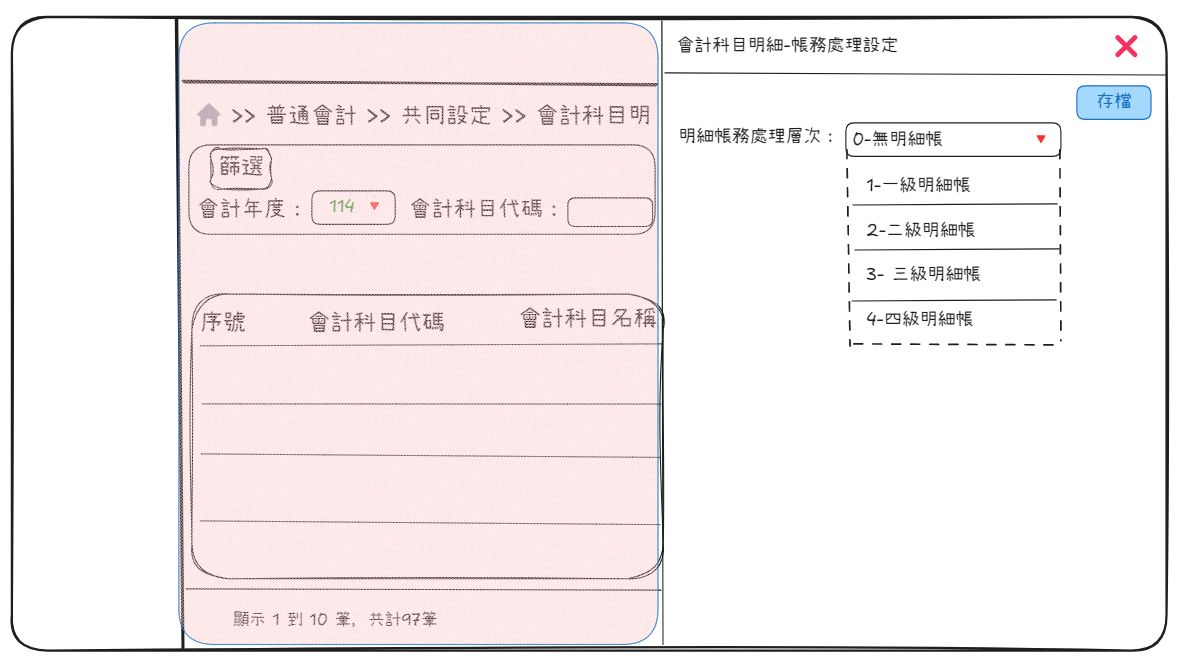 會計科目明細-帳務處理設定
存檔
>> 普通會計 >> 共同設定 >> 會計科目明
篩選
會計年度： 114 會計科目代碼：
序號 會計科目代碼 會計科目名稱
顯示 1 到 10 筆, 共計97筆
明細帳務處理層次： 0-無明細帳
1-一級明細帳
2-二級明細帳
3- 三級明細帳
4-四級明細帳